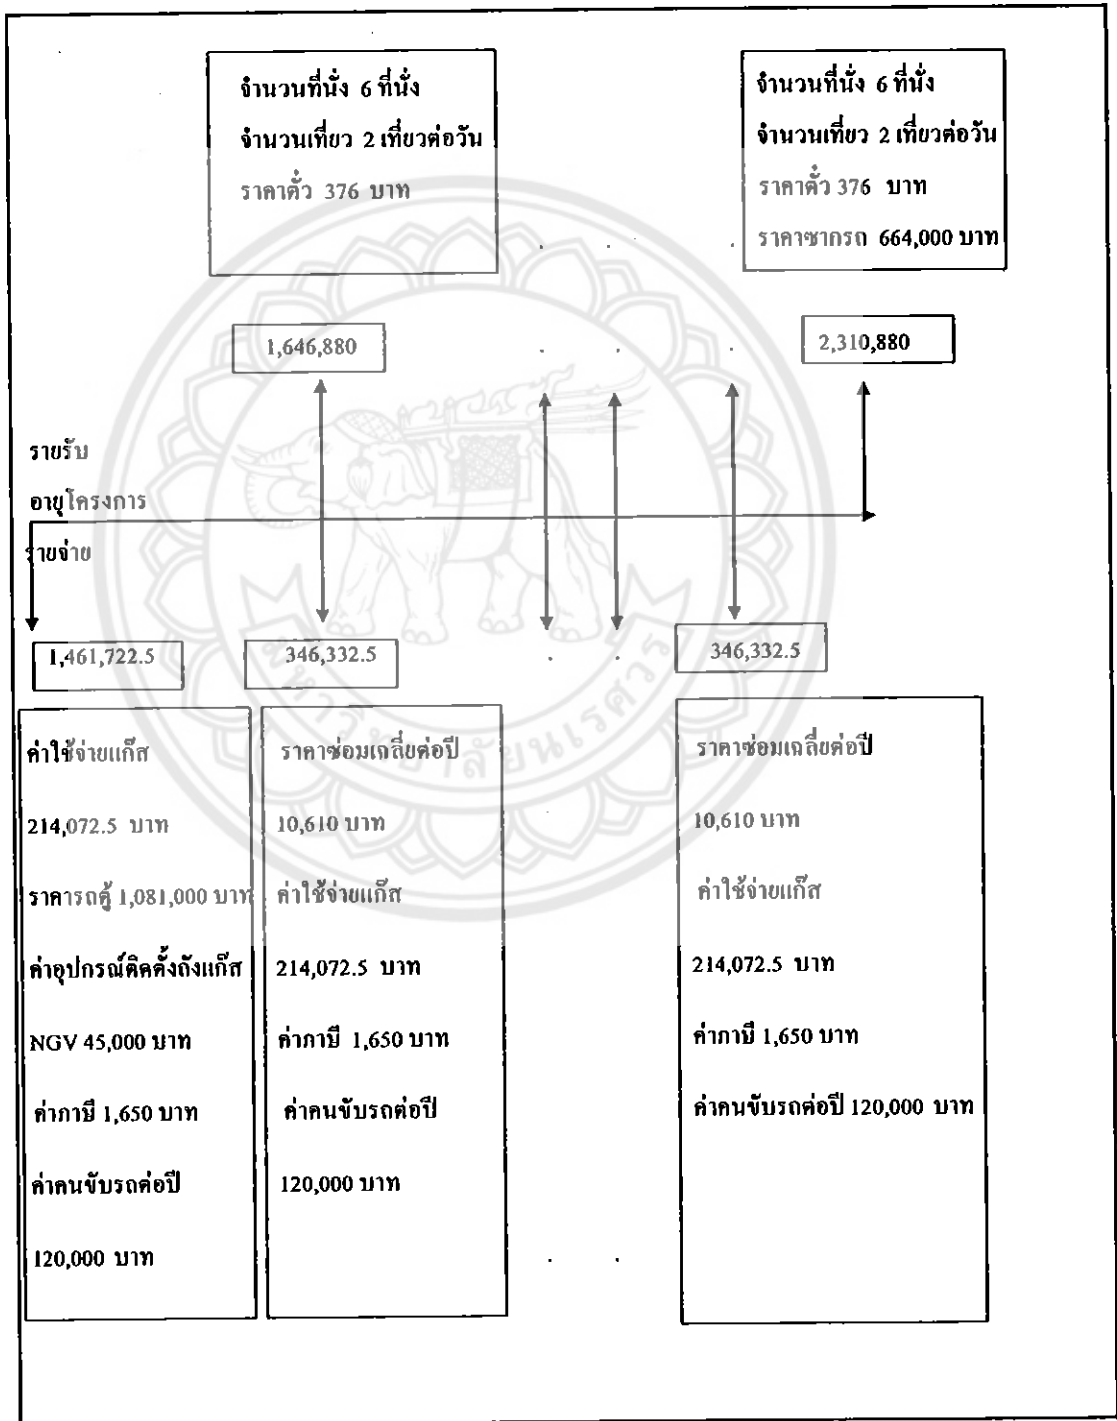 จำนวนที่นั่ง 6 ที่นั่ง
จำนวนเที่ยว 2 เที่ยวต่อวัน
ราคาตั๋ว 376 บาท
จำนวนที่นั่ง 6 ที่นั่ง
จำนวนเที่ยว 2 เที่ยวต่อวัน
ราคาตั๋ว 376 บาท
ราคาซากรถ 664,000 บาท
1,646,880
2,310,880
รายรับ
อายุโครงการ
รายจ่าย
1,461,722.5
346,332.5
346,332.5
ค่าใช้จ่ายแก๊ส
214,072.5 บาท
ราคารถตู้ 1,081,000 บาท
ค่าอุปกรณ์ติดตั้งถังแก๊ส
NGV 45,000 บาท
ค่าภาษี 1,650 บาท
ค่าคนขับรถต่อปี
120,000 บาท
ราคาซ่อมเฉลี่ยต่อปี
10,610 บาท
ค่าใช้จ่ายแก๊ส
214,072.5 บาท
ค่าภาษี 1,650 บาท
ค่าคนขับรถต่อปี
120,000 บาท
ราคาซ่อมเฉลี่ยต่อปี
10,610 บาท
ค่าใช้จ่ายแก๊ส
214,072.5 บาท
ค่าภาษี 1,650 บาท
ค่าคนขับรถต่อปี 120,000 บาท
มหาวิทยาลัยนเรศวร